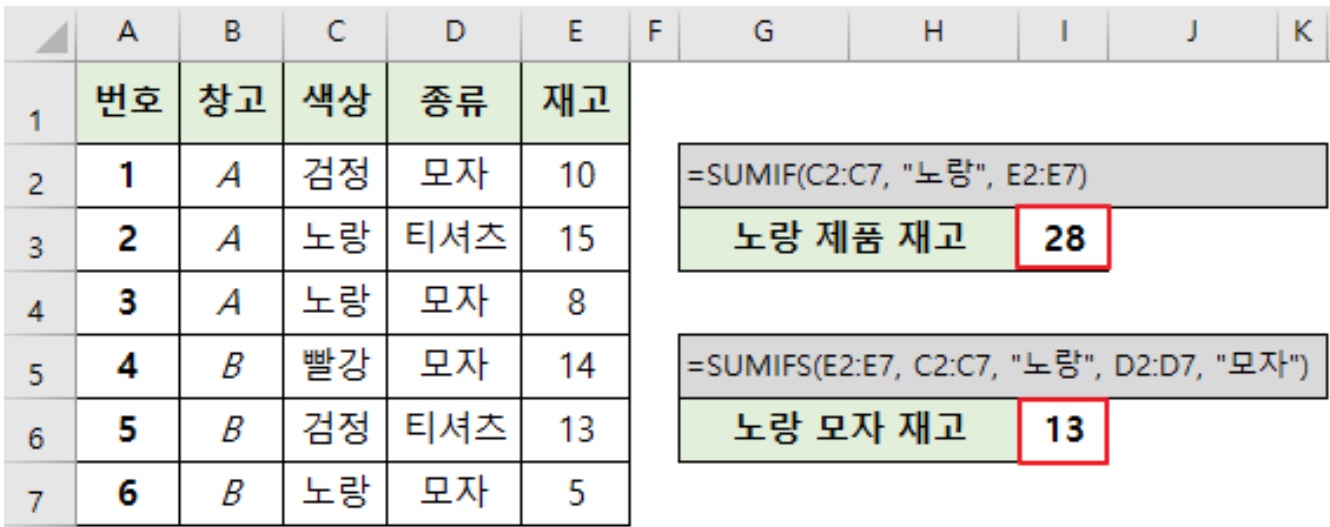 A B C D E F G H I J K
1 번호 창고 색상 종류 재고
2 1 A 검정 모자 10 =SUMIF(C2:C7, "노랑", E2:E7)
3 2 A 노랑 티셔츠 15 노랑 제품 재고 28
4 3 A 노랑 모자 8
5 4 B 빨강 모자 14 =SUMIFS(E2:E7, C2:C7, "노랑", D2:D7, "모자")
6 5 B 검정 티셔츠 13 노랑 모자 재고 13
7 6 B 노랑 모자 5